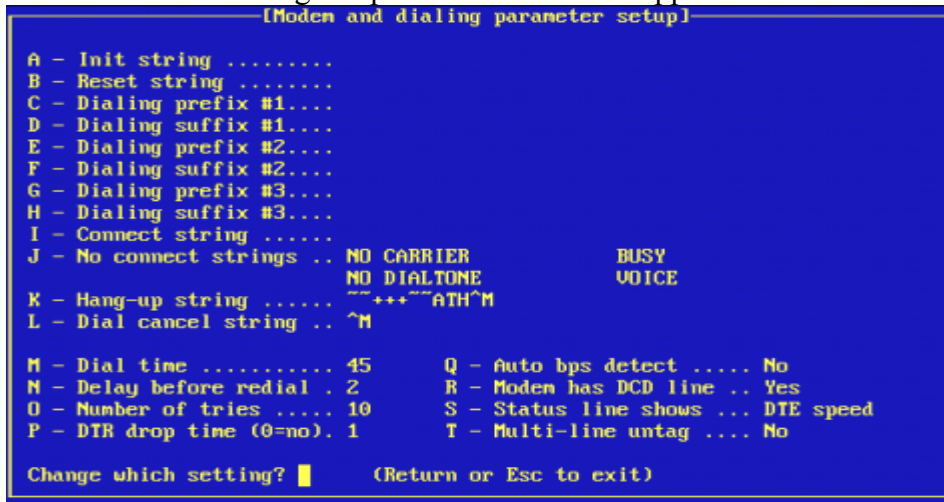 [Modem and dialing parameter setup]
A - Init string .........
B - Reset string ........
C - Dialing prefix #1....
D - Dialing suffix #1....
E - Dialing prefix #2....
F - Dialing suffix #2....
G - Dialing prefix #3....
H - Dialing suffix #3....
I - Connect string ......
J - No connect strings .. NO CARRIER BUSY
NO DIALTONE VOICE
K - Hang-up string ...... ~~+++~~ATH^M
L - Dial cancel string .. ^M
M - Dial time ........... 45 Q - Auto bps detect ..... No
N - Delay before redial . 2 R - Modem has DCD line .. Yes
O - Number of tries ..... 10 S - Status line shows ... DTE speed
P - DTR drop time (0=no). 1 T - Multi-line untag .... No
Change which setting? (Return or Esc to exit)